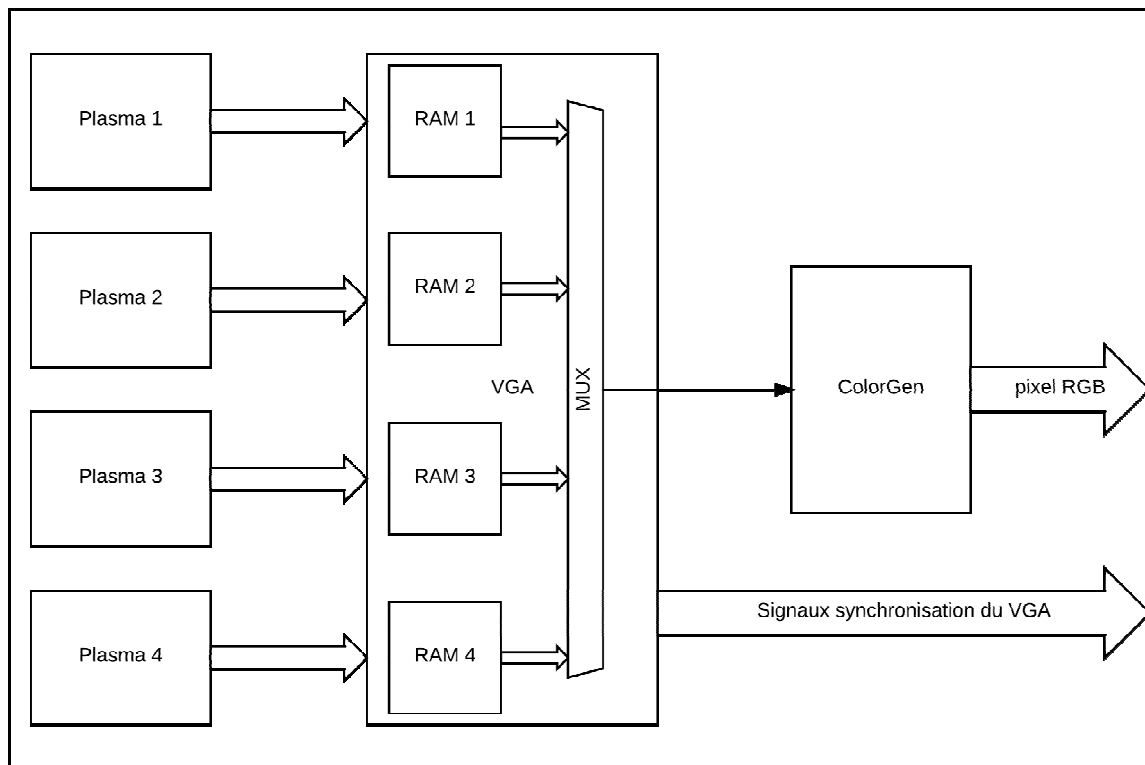 Plasma 1
RAM 1
Plasma 2
RAM 2
VGA
MUX
ColorGen
pixel RGB
Plasma 3
RAM 3
Signaux synchronisation du VGA
Plasma 4
RAM 4